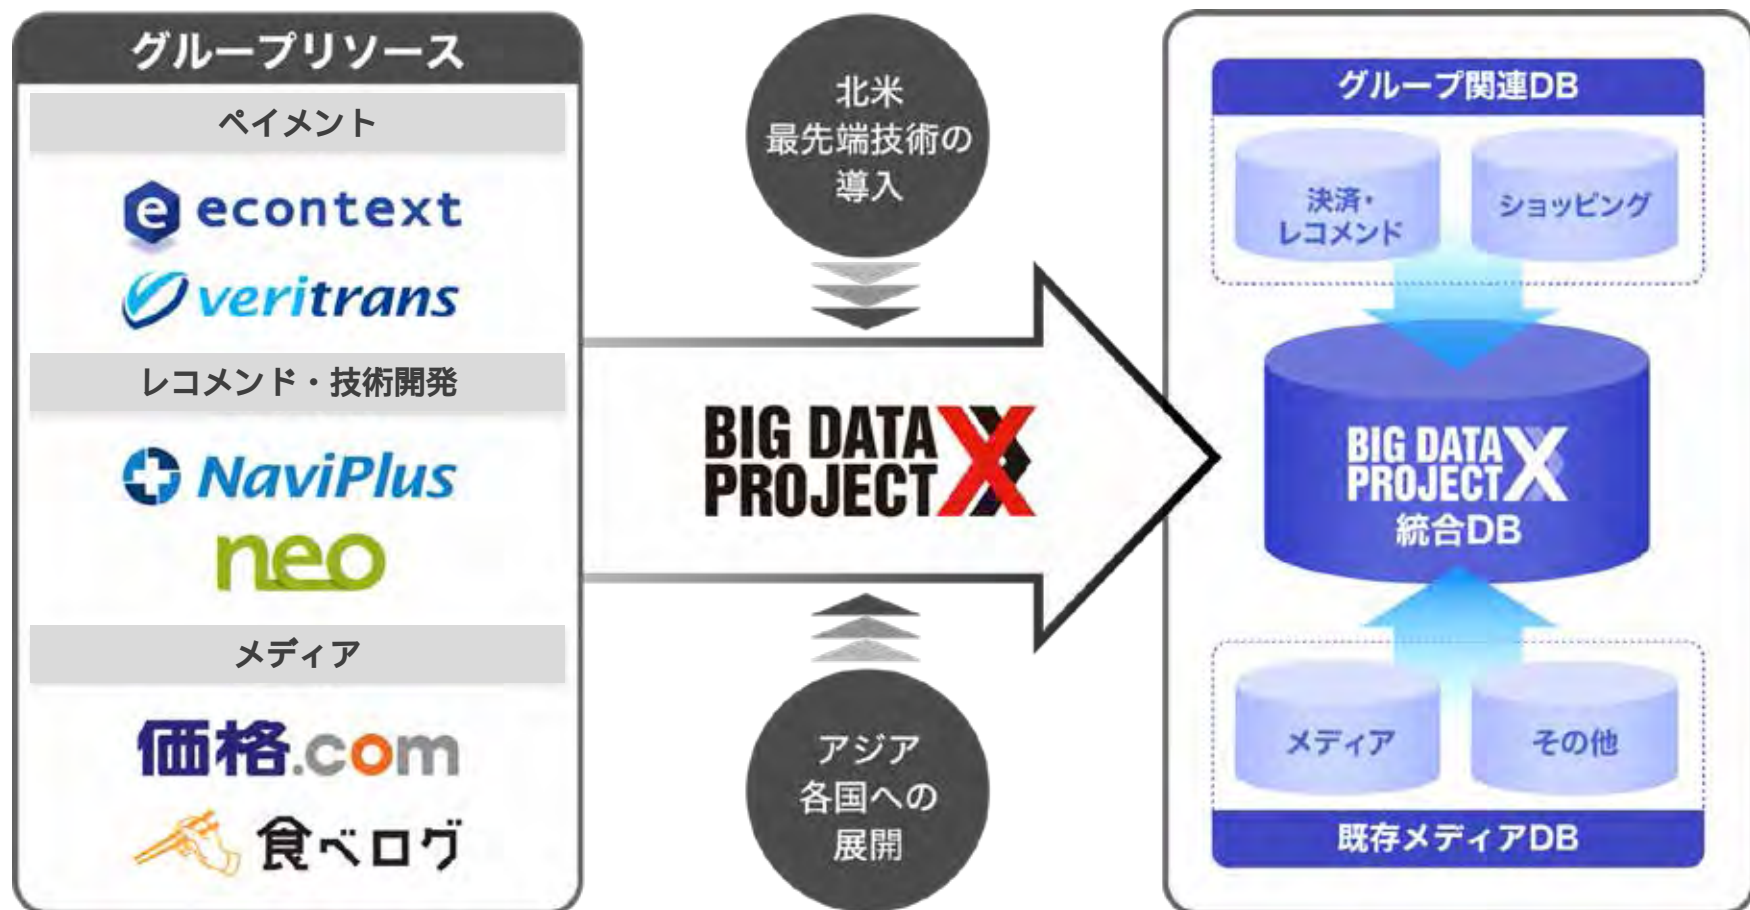 グループリソース
ペイメント
e econtext
veritrans
レコメンド・技術開発
NaviPlus
neo
メディア
価格.com
食べログ
北米
最先端技術の
導入
BIG DATA
PROJECT X
アジア
各国への
展開
グループ関連DB
決済・
レコメンド
ショッピング
BIG DATA
PROJECT X
統合DB
メディア
その他
既存メディアDB